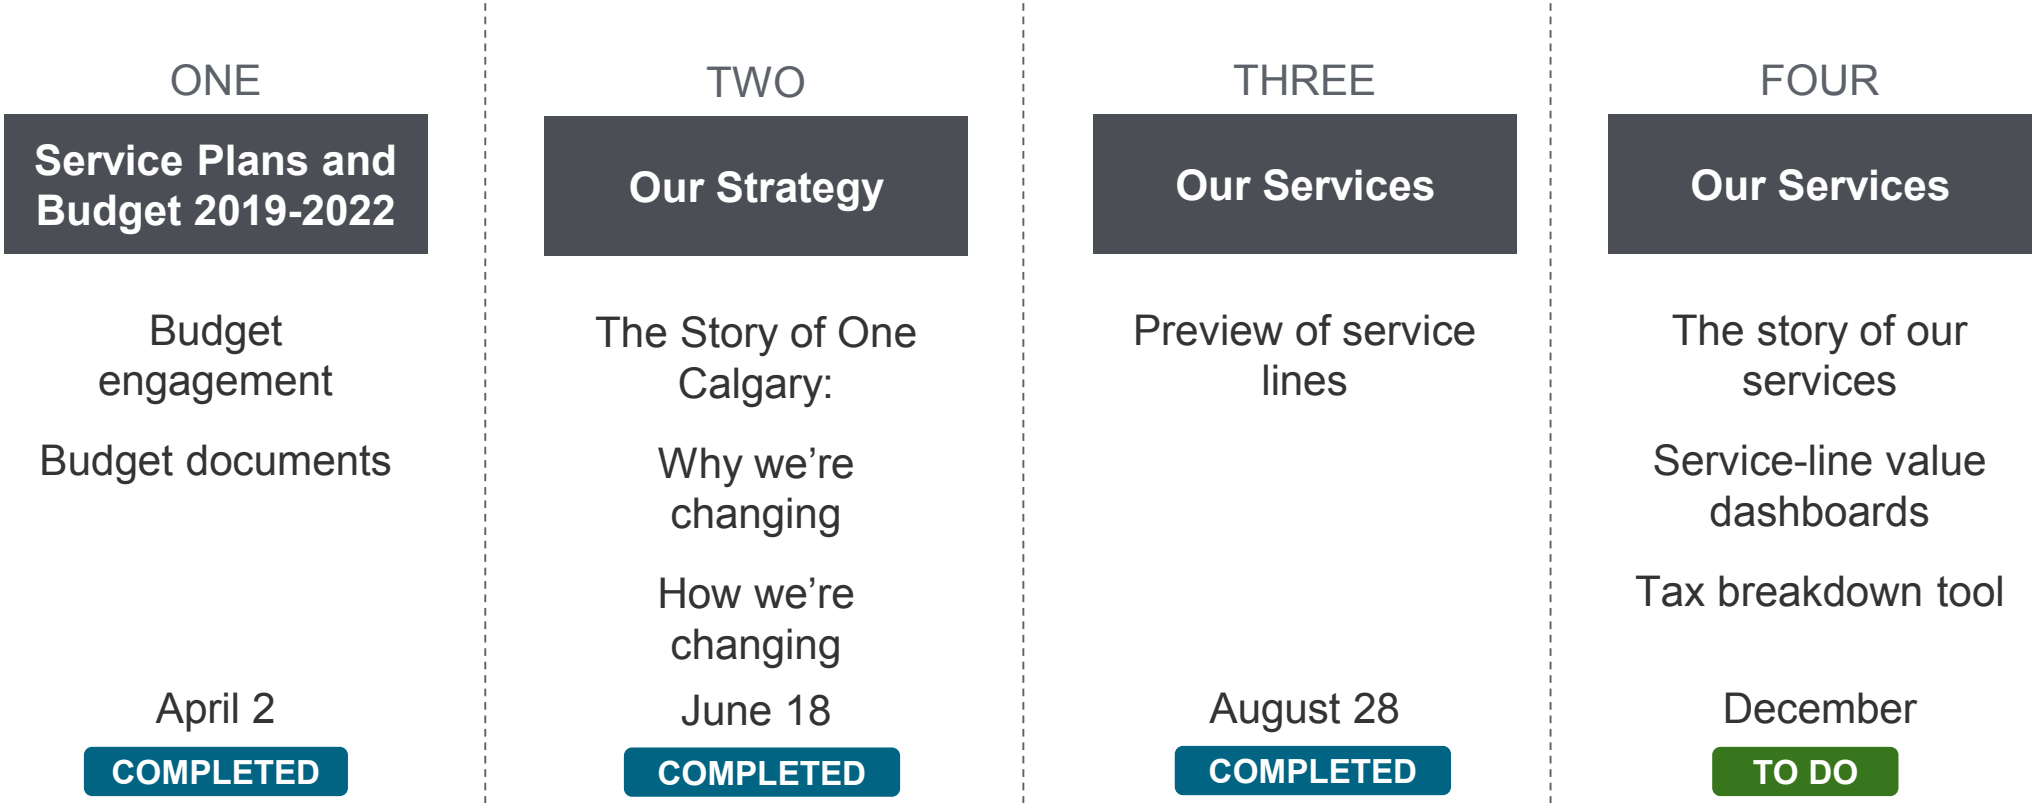 ONE
Service Plans and
Budget 2019-2022
Budget
engagement
Budget documents
April 2
COMPLETED
TWO
Our Strategy
The Story of One
Calgary:
Why we’re
changing
How we’re
changing
June 18
COMPLETED
THREE
Our Services
Preview of service
lines
August 28
COMPLETED
FOUR
Our Services
The story of our
services
Service-line value
dashboards
Tax breakdown tool
December
TO DO